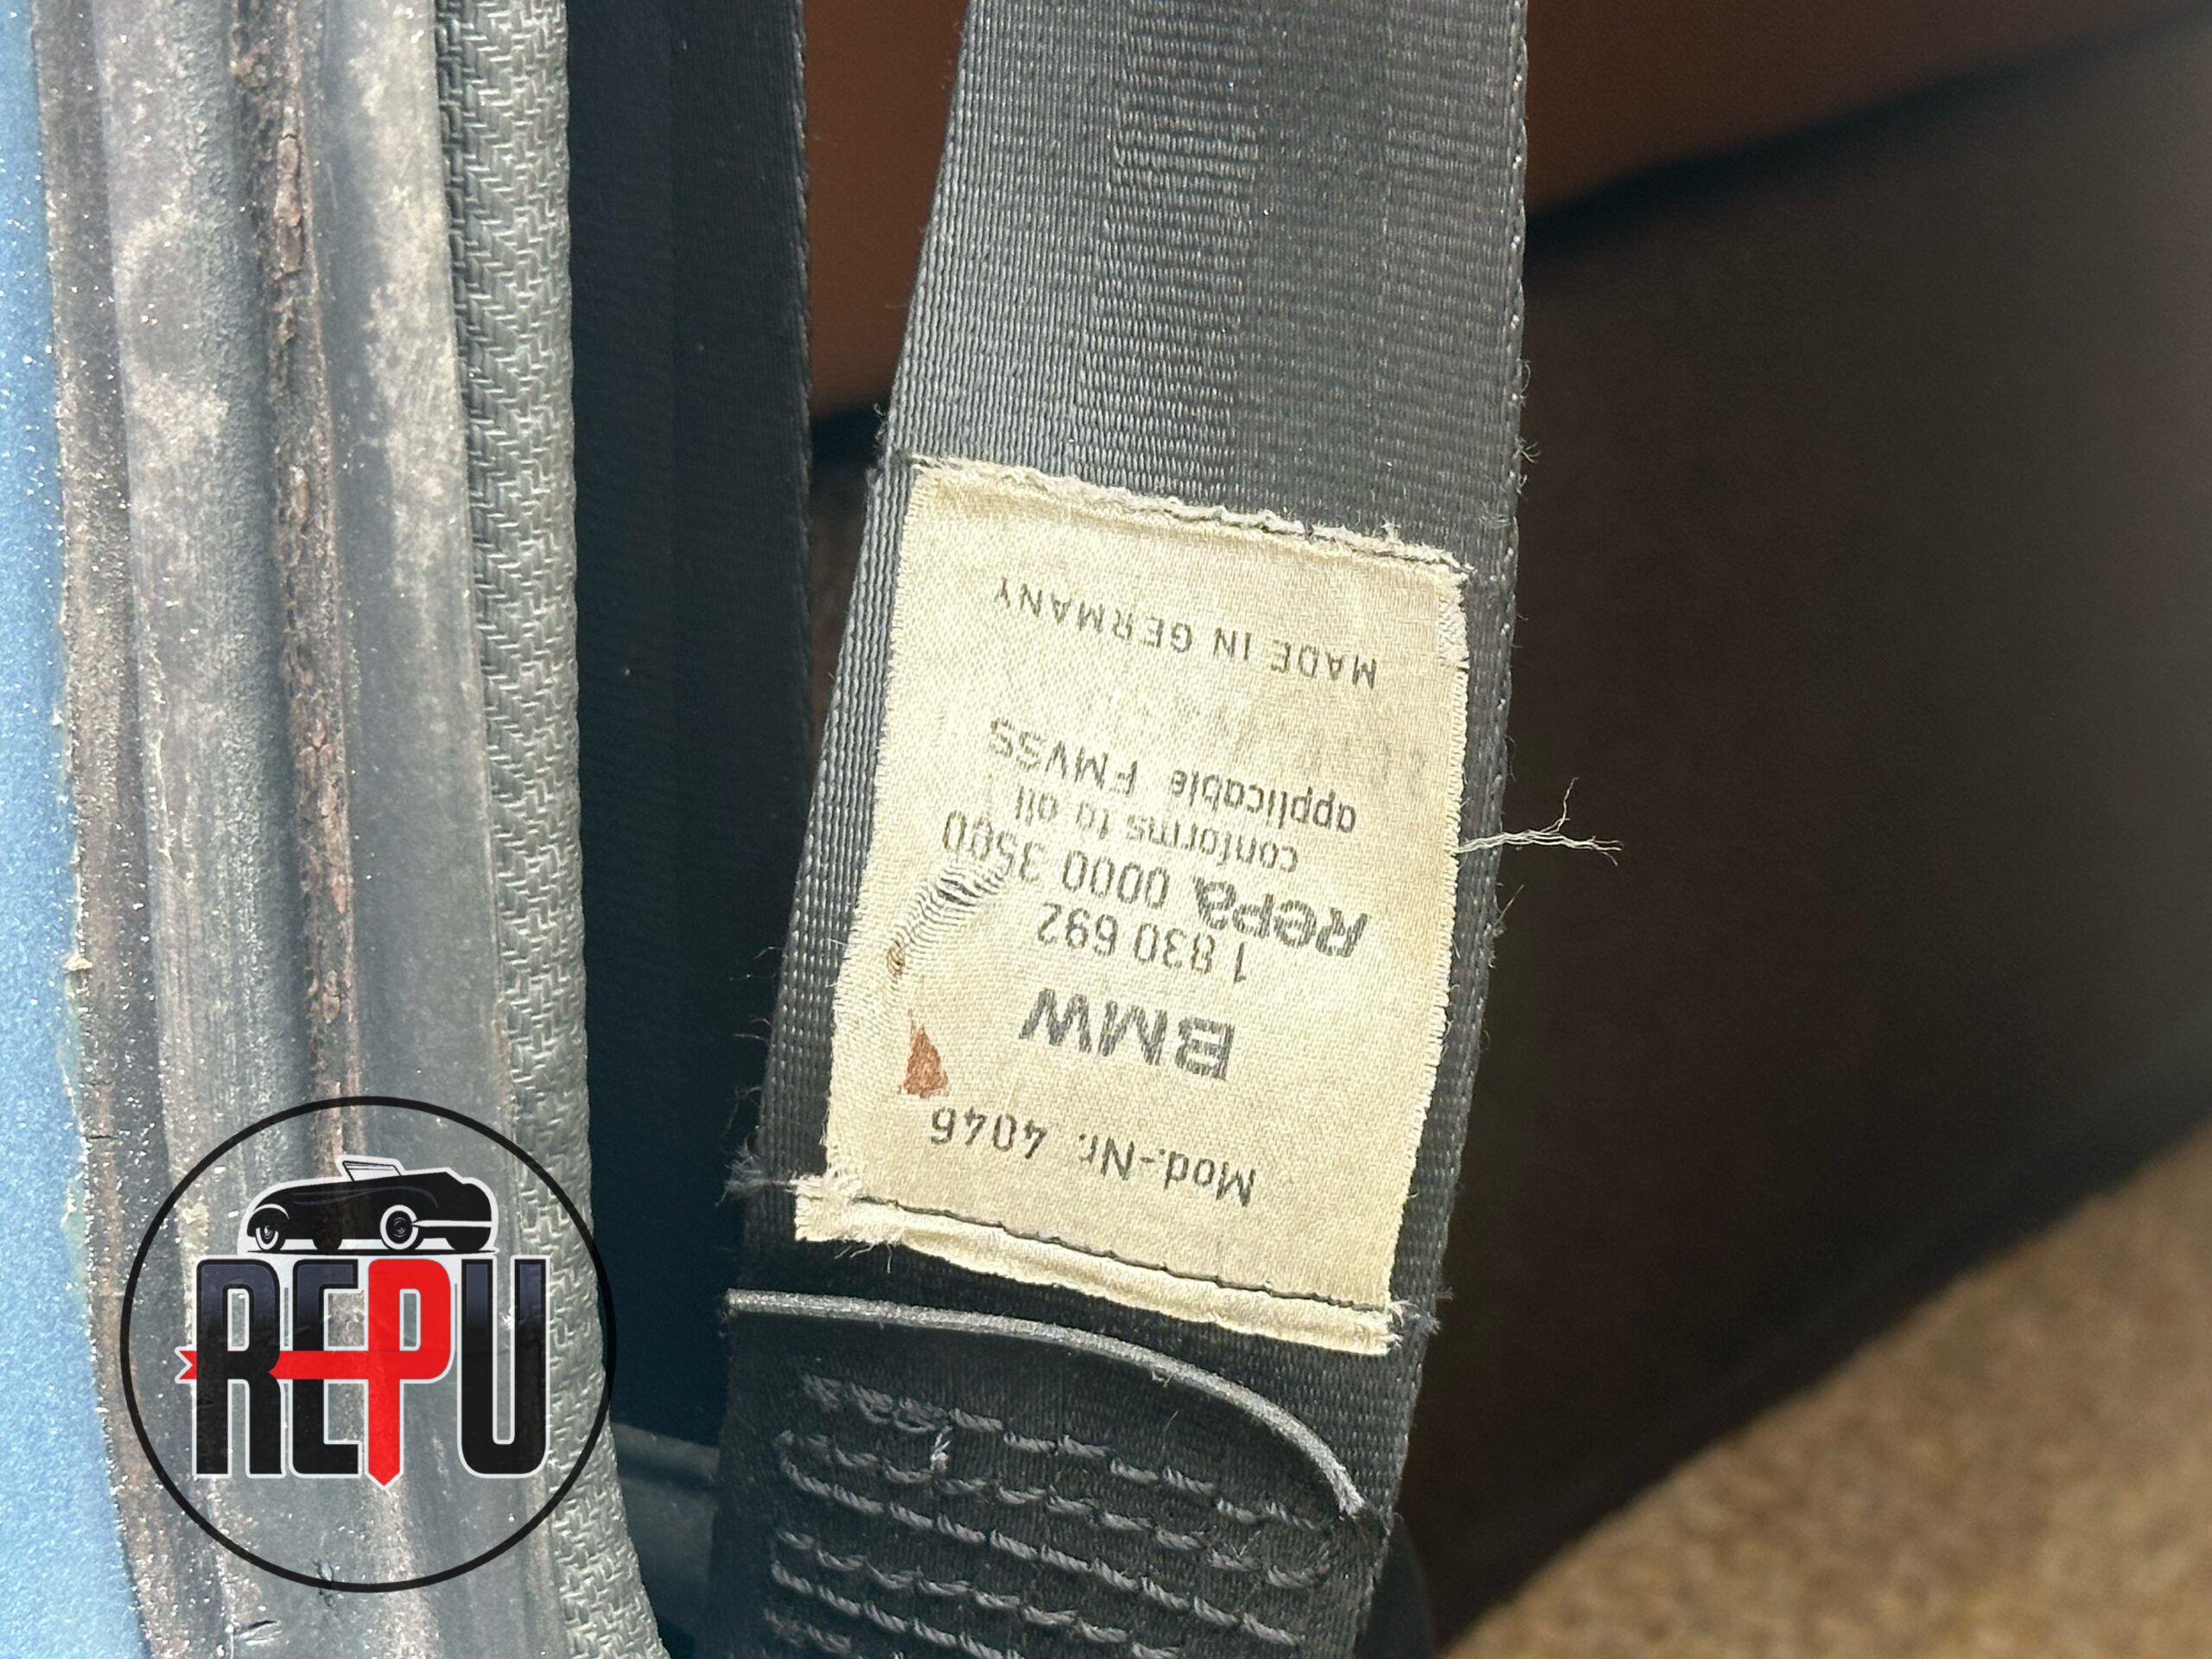 Mod.-Nr. 4046
BMW
1 830 692
Repa 0000 3500
conforms to all
applicable FMVSS
MADE IN GERMANY
REPU